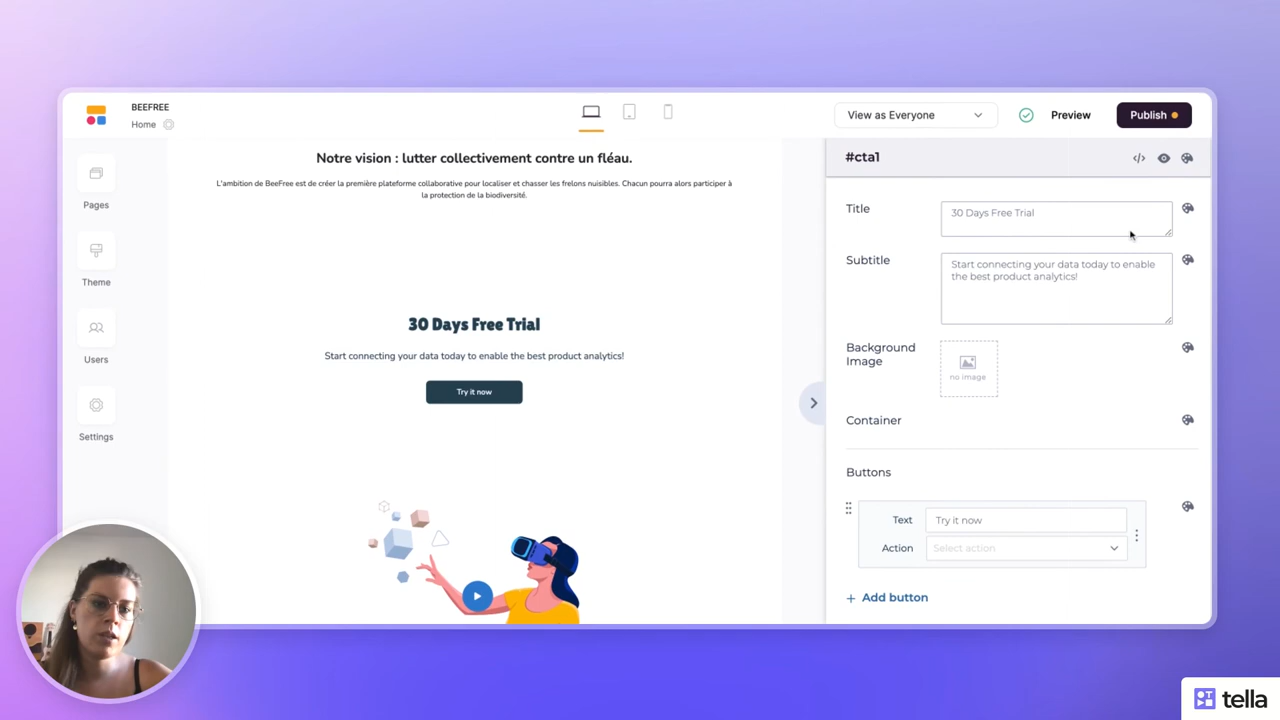 BEEFREE
Home
View as Everyone
Preview
Publish
Pages
Theme
Users
Settings
Notre vision : lutter collectivement contre un fléau.
L'ambition de BeeFree est de créer la première plateforme collaborative pour localiser et chasser les frelons nuisibles. Chacun pourra alors participer à
la protection de la biodiversité.
30 Days Free Trial
Start connecting your data today to enable the best product analytics!
Try it now
#cta1
Title
30 Days Free Trial
Subtitle
Start connecting your data today to enable
the best product analytics!
Background
Image
no image
Container
Buttons
Text
Try it now
Action
Select action
+ Add button
tella